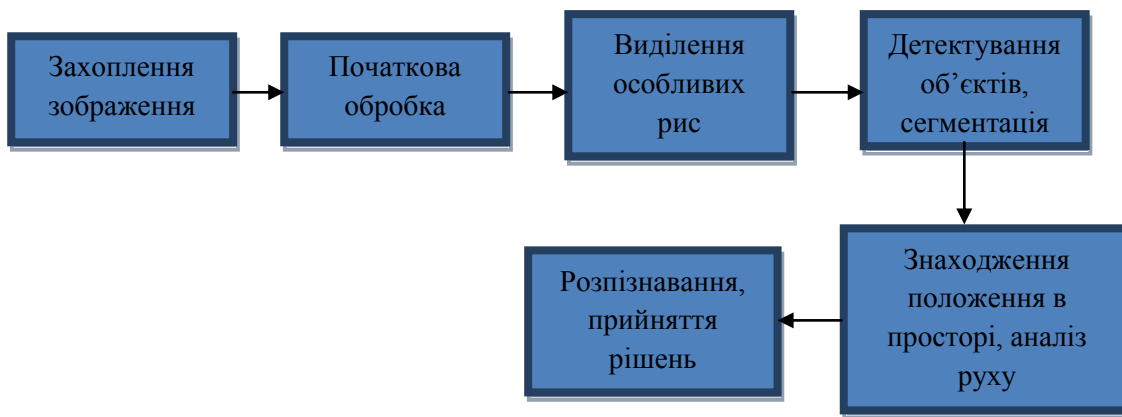 Захоплення
зображення
Початкова
обробка
Виділення
особливих
рис
Детектування
об’єктів,
сегментація
Знаходження
положення в
просторі, аналіз
руху
Розпізнавання,
прийняття
рішень